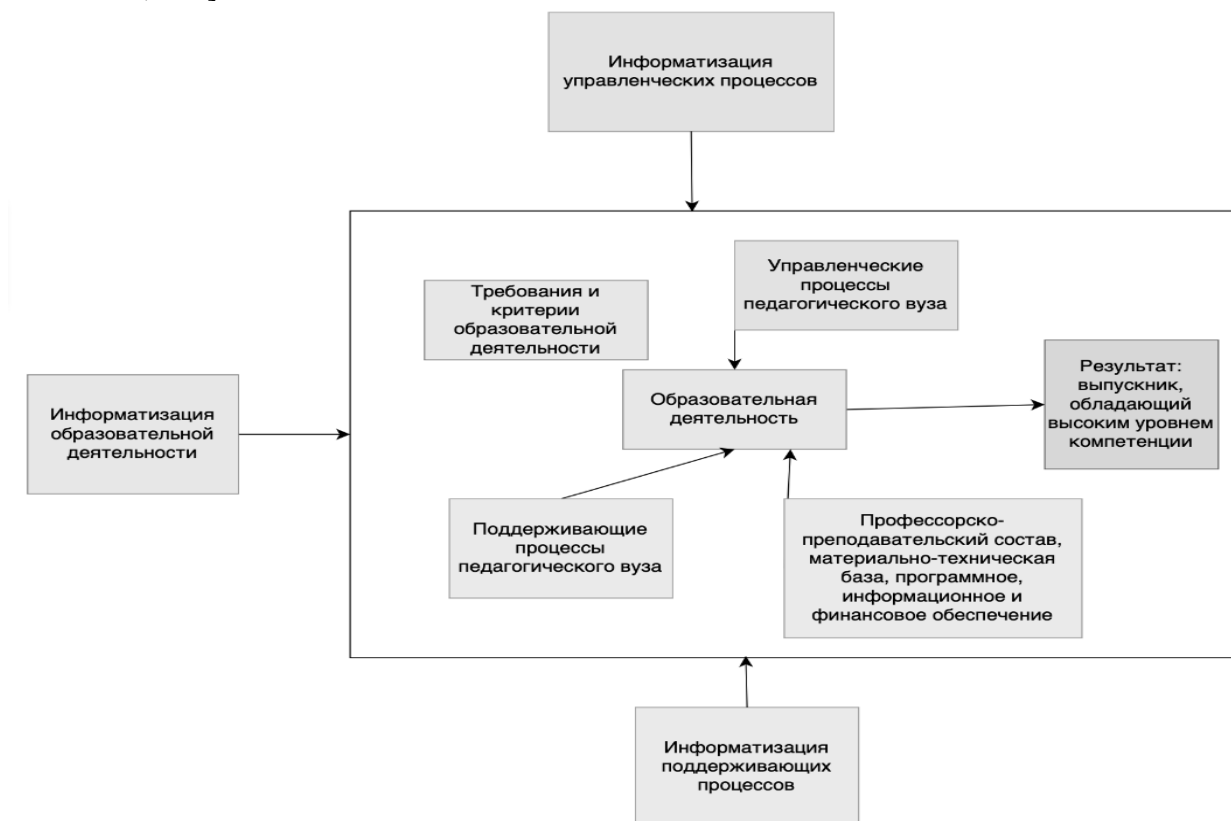 Информатизация
управленческих процессов
Управленческие
процессы
педагогического вуза
Требования и
критерии
образовательной
деятельности
Образовательная
деятельность
Результат:
выпускник,
обладающий
высоким уровнем
компетенции
Информатизация
образовательной
деятельности
Поддерживающие
процессы
педагогического вуза
Профессорско-
преподавательский состав,
материально-техническая
база, программное,
информационное и
финансовое обеспечение
Информатизация
поддерживающих
процессов